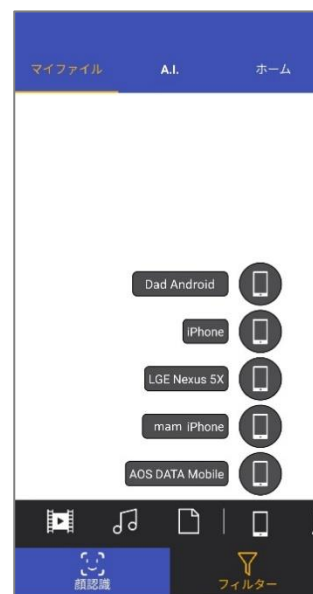 マイファイル A.I. ホーム
Dad Android
iPhone
LGE Nexus 5X
mam iPhone
AOS DATA Mobile
顔認識 フィルター